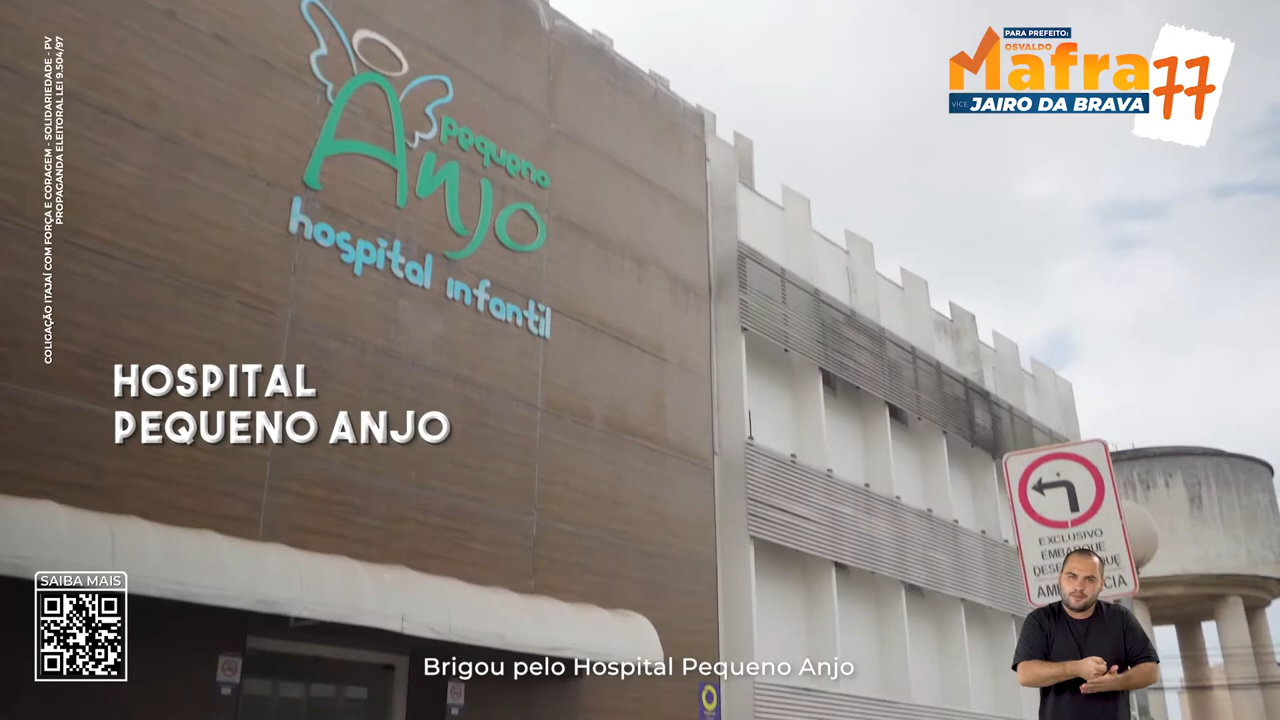 COLIGAÇÃO ITAJAÍ COM FORÇA E CORAGEM - SOLIDARIEDADE - PV
PROPAGANDA ELEITORAL LEI 9.504/97
PARA PREFEITO:
OSVALDO
Mafra 77
VICE JAIRO DA BRAVA
pequeno
Anjo
hospital infantil
HOSPITAL
PEQUENO ANJO
EXCLUSIVO
EMBARQUE
SAIBA MAIS
Brigou pelo Hospital Pequeno Anjo